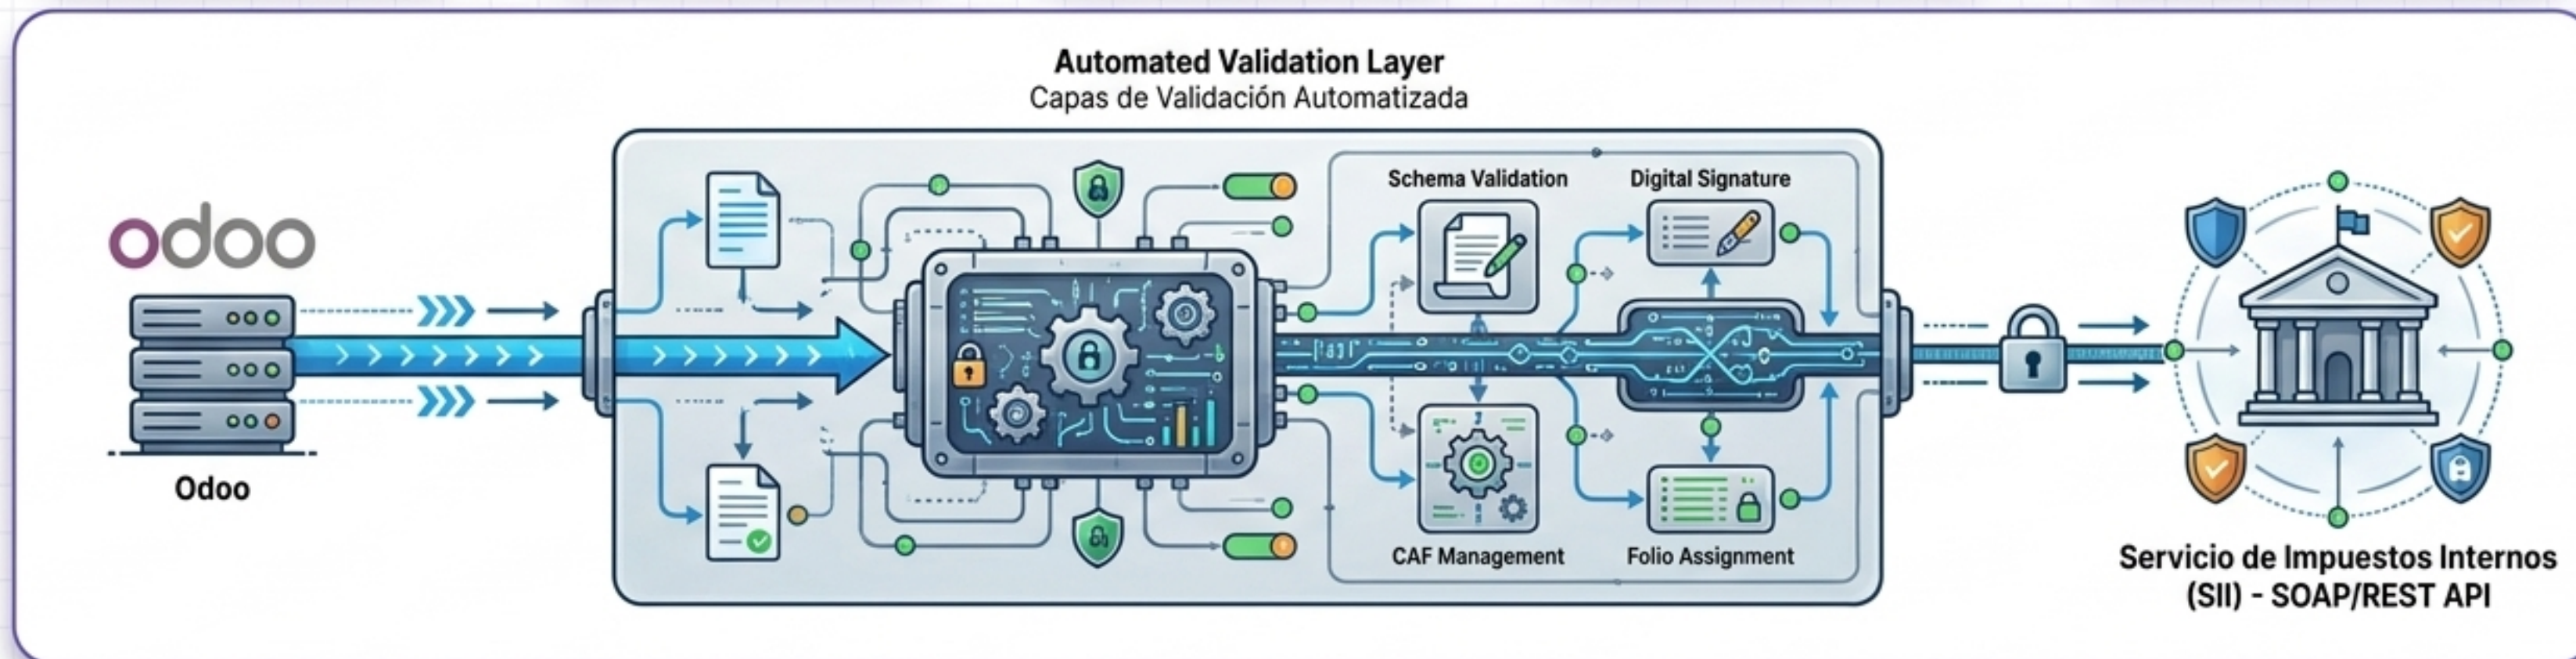 Automated Validation Layer
Capas de Validación Automatizada
odoo
Odoo
Schema Validation
Digital Signature
CAF Management
Folio Assignment
Servicio de Impuestos Internos
(SII) - SOAP/REST API